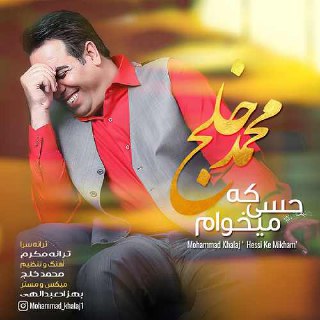 محمد خلج
حسی که
میخوام
Mohammad Khalaj ' Hessi Ke Mikham'
ترانه سرا
ترانه مکرم
آهنگ و تنظیم
محمد خلج
میکس و مستر
بهزاد عبدالهی
Mohammad_khalaj1